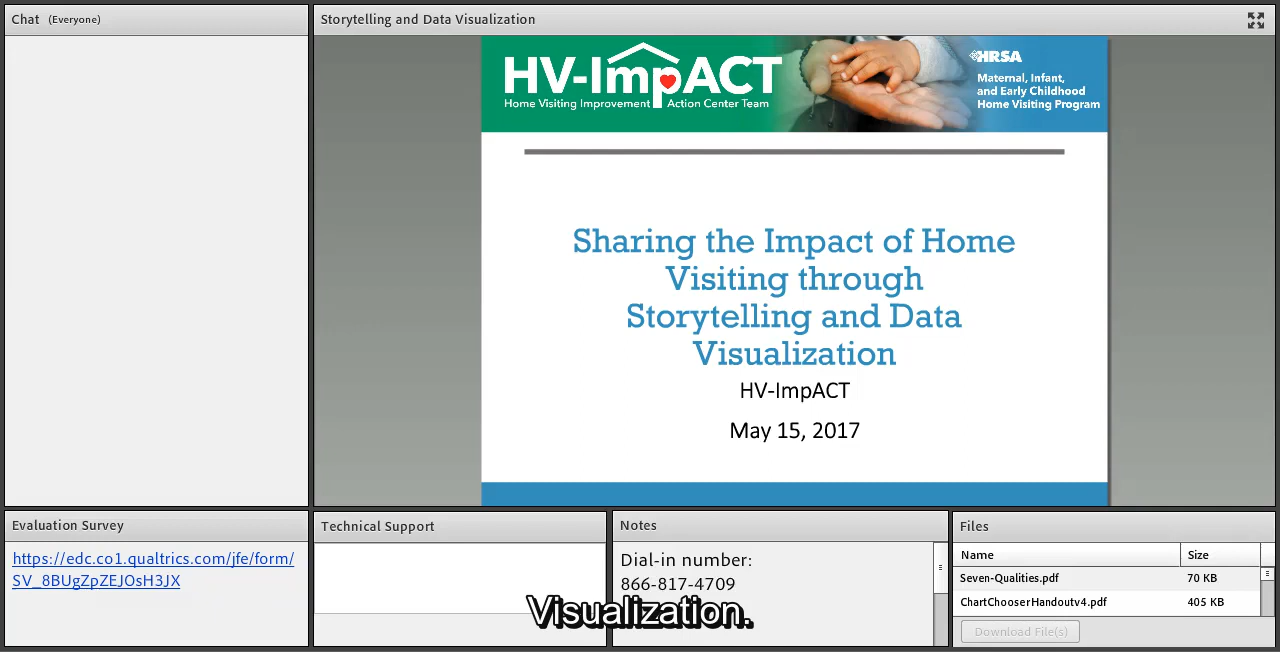 Chat (Everyone)
Storytelling and Data Visualization
HV-ImpACT
Home Visiting Improvement Action Center Team
HRSA
Maternal, Infant,
and Early Childhood
Home Visiting Program
Sharing the Impact of Home
Visiting through
Storytelling and Data
Visualization
HV-ImpACT
May 15, 2017
Evaluation Survey
https://edc.co1.qualtrics.com/jfe/form/
SV_8BUgZpZEJOsH3JX
Technical Support
Notes
Dial-in number:
866-817-4709
Files
Name Size
Seven-Qualities.pdf 70 KB
ChartChooserHandoutv4.pdf 405 KB
Download File(s)
Visualization.